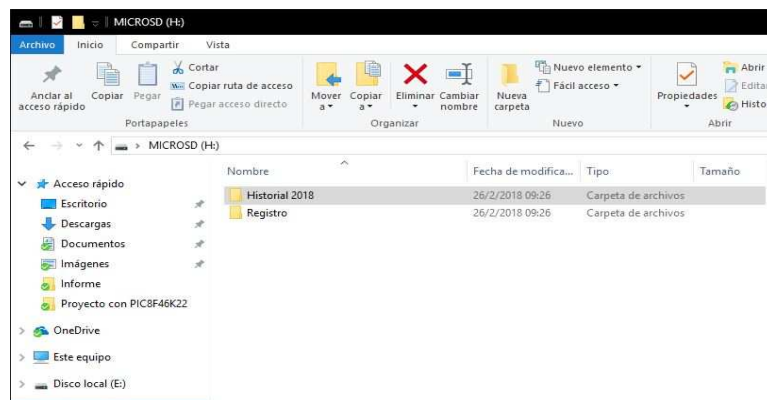 MICROSD (H:)
Archivo Inicio Compartir Vista
Anclar al acceso rápido
Copiar
Pegar
Cortar
Copiar ruta de acceso
Pegar acceso directo
Portapapeles
Mover a
Copiar a
Eliminar
Cambiar nombre
Organizar
Nueva carpeta
Nuevo elemento
Fácil acceso
Nuevo
Propiedades
Abrir
Edita
Histo
Abrir
MICROSD (H:)
Nombre Fecha de modifica... Tipo Tamaño
Historial 2018 26/2/2018 09:26 Carpeta de archivos
Registro 26/2/2018 09:26 Carpeta de archivos
Acceso rápido
Escritorio
Descargas
Documentos
Imágenes
Informe
Proyecto con PIC8F46K22
OneDrive
Este equipo
Disco local (E:)